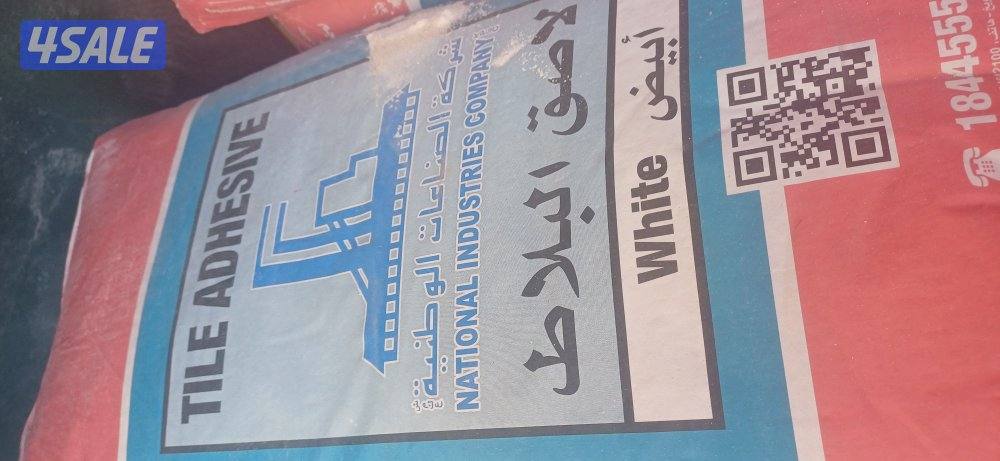 4SALE
TILE ADHESIVE
شركة الصناعات الوطنية
NATIONAL INDUSTRIES COMPANY
لاصق البلاط
أبيض
White
1844555